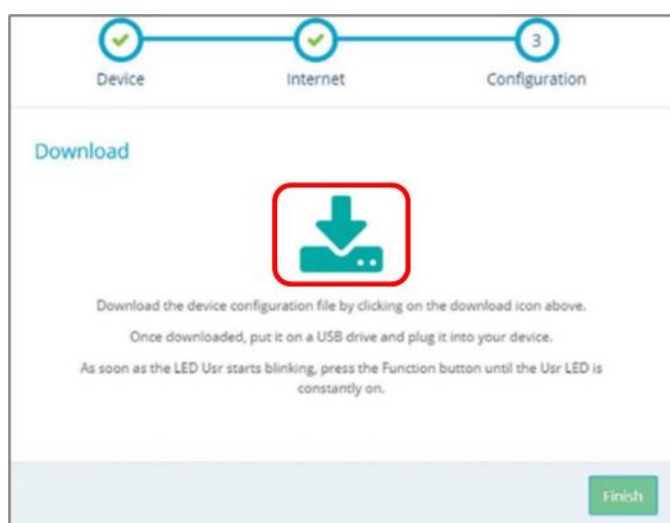 3
Device
Internet
Configuration
Download
Download the device configuration file by clicking on the download icon above.
Once downloaded, put it on a USB drive and plug it into your device.
As soon as the LED Usr starts blinking, press the Function button until the Usr LED is
constantly on.
Finish